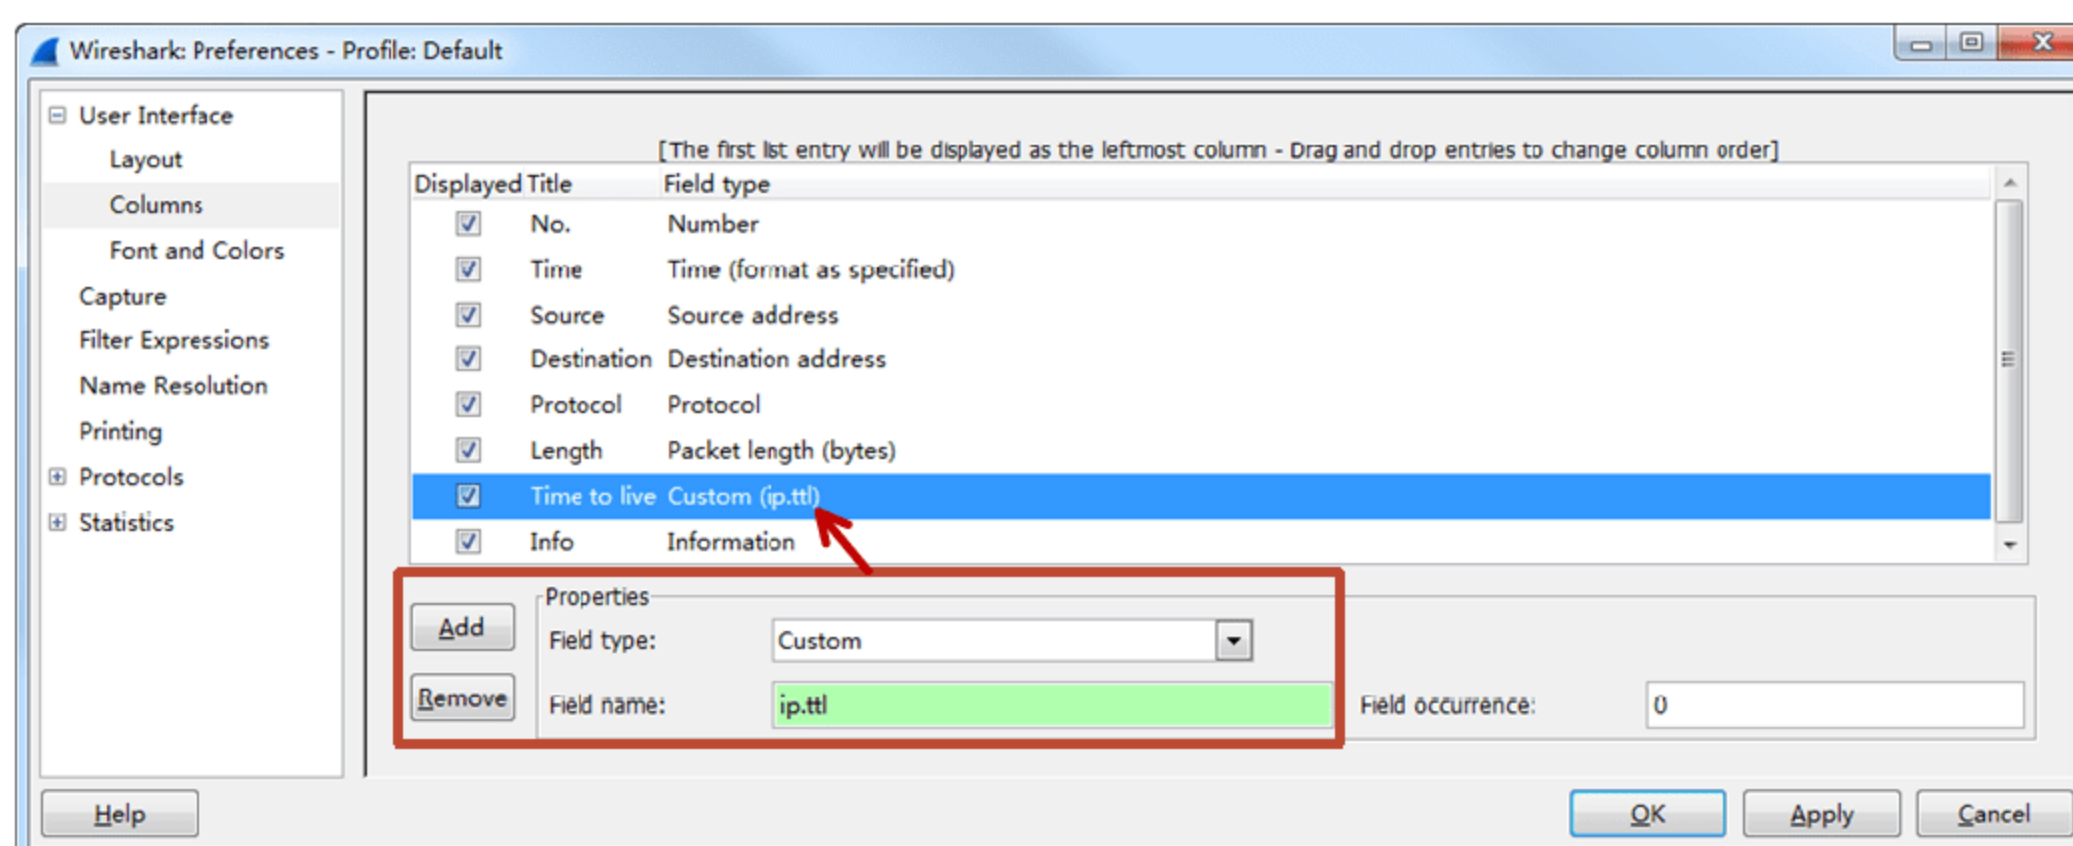 Wireshark: Preferences - Profile: Default
User Interface
Layout
Columns
Font and Colors
Capture
Filter Expressions
Name Resolution
Printing
Protocols
Statistics
[The first list entry will be displayed as the leftmost column - Drag and drop entries to change column order]
Displayed Title Field type
No. Number
Time Time (format as specified)
Source Source address
Destination Destination address
Protocol Protocol
Length Packet length (bytes)
Time to live Custom (ip.ttl)
Info Information
Properties
Add Field type: Custom
Remove Field name: ip.ttl Field occurrence: 0
Help OK Apply Cancel